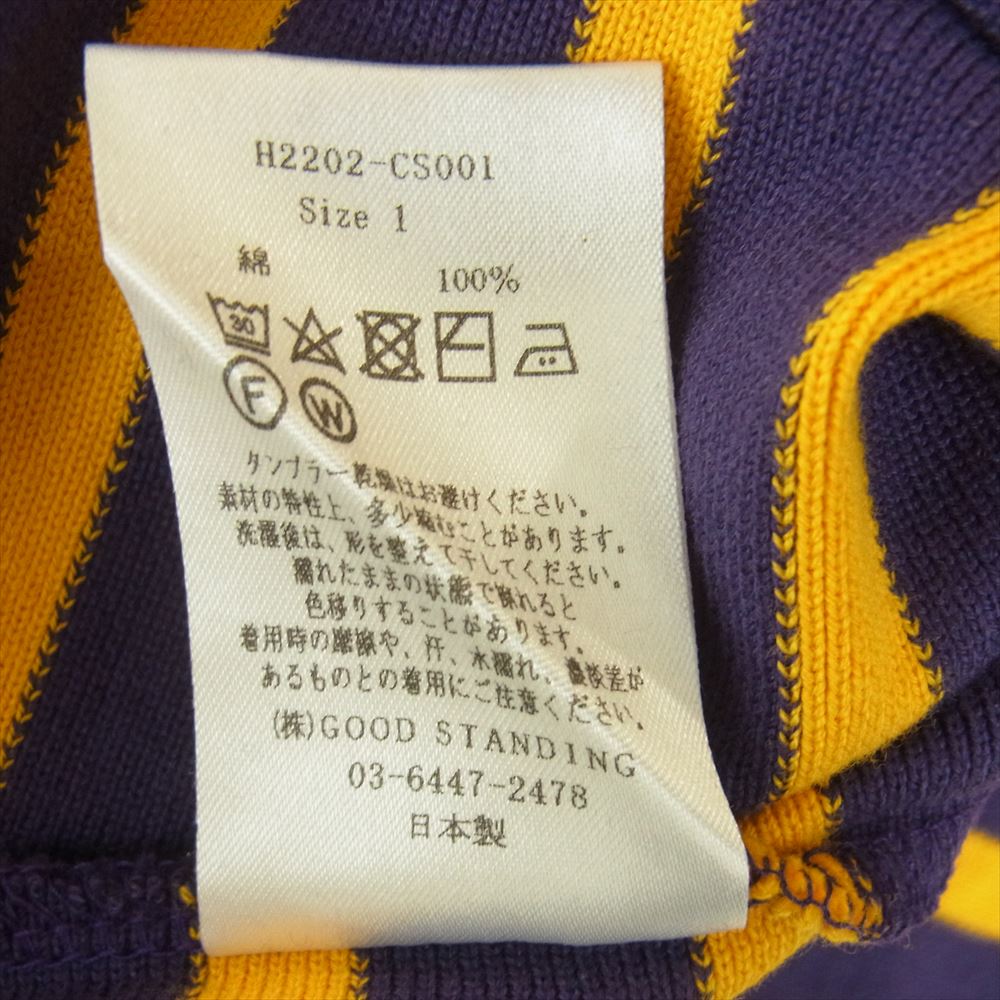 H2202-CS001
Size 1
綿 100%
30
F W
タンブラー乾燥はお避けください。
素材の特性上、多少縮むことがあります。
洗濯後は、形を整えて干してください。
濡れたままの状態で擦れると
色移りすることがあります。
着用時の摩擦や、汗、水濡れ、濃淡差が
あるものとの着用にご注意ください。
(株)GOOD STANDING
03-6447-2478
日本製